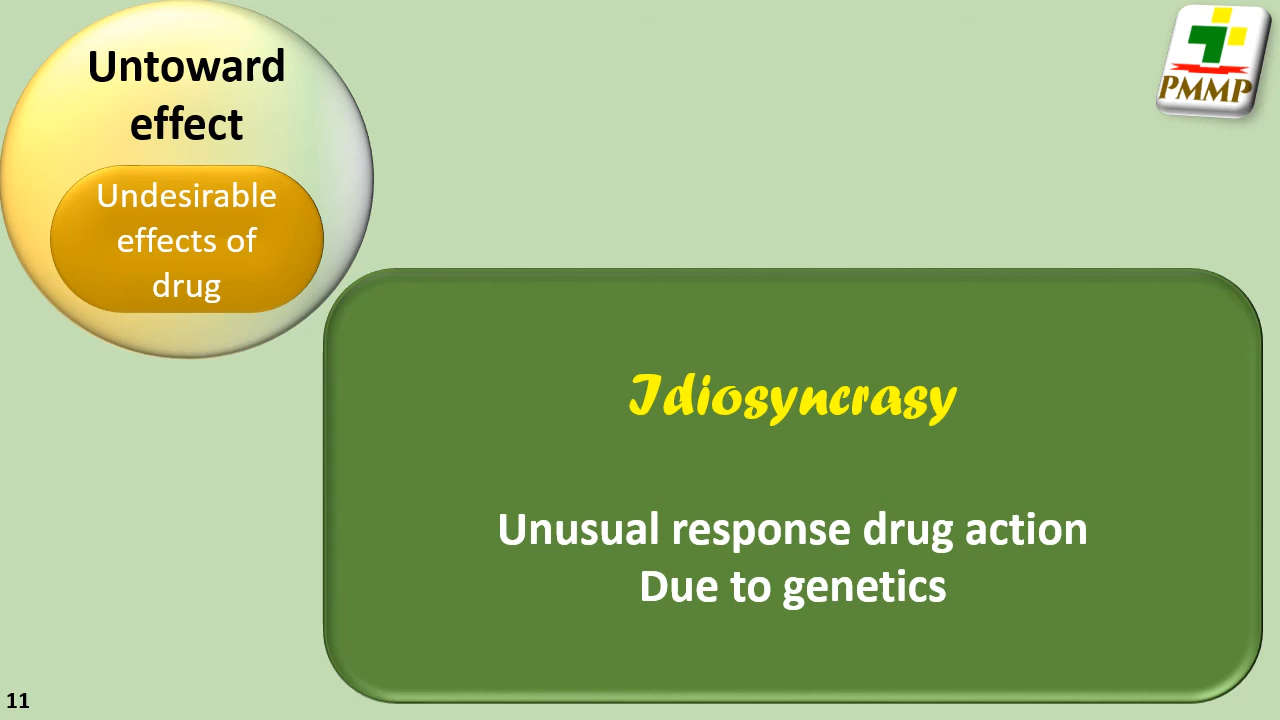 Untoward
effect
Undesirable
effects of
drug
PMMP
Idiosyncrasy
Unusual response drug action
Due to genetics
11